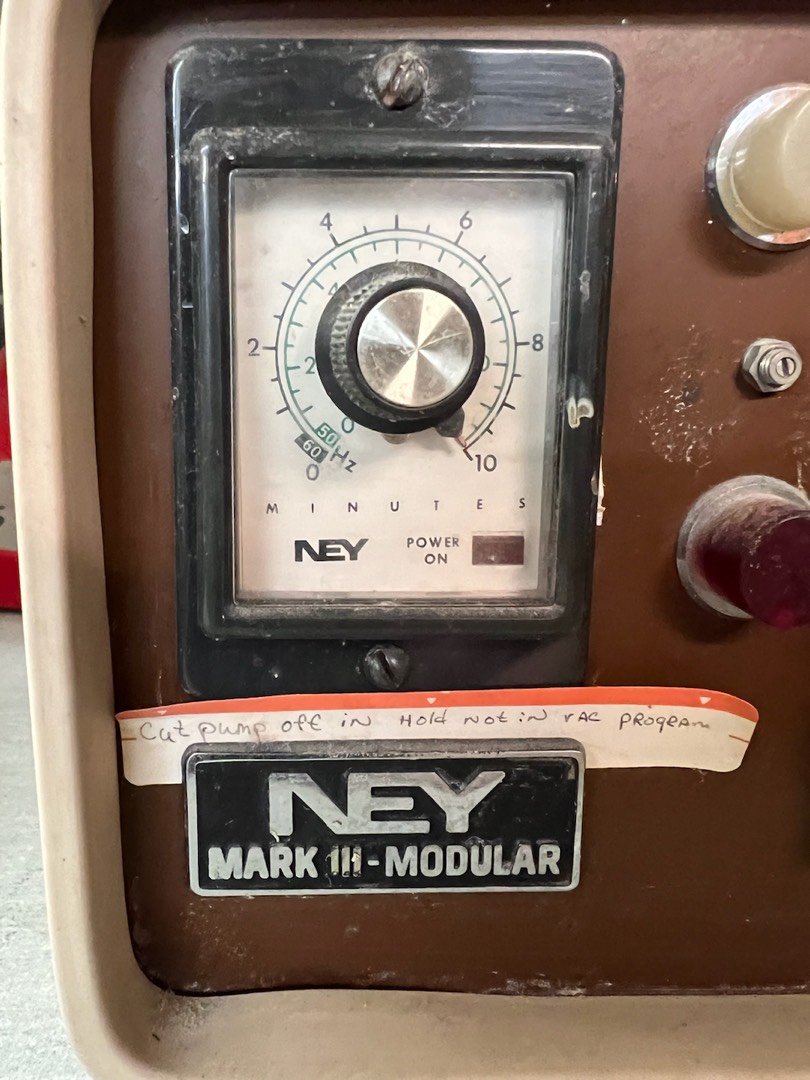 4 6
2 8
2
0
50
60 Hz
0 10
MINUTES
NEY POWER
ON
Cut pump off in Hold not in vac program
NEY
MARK III-MODULAR